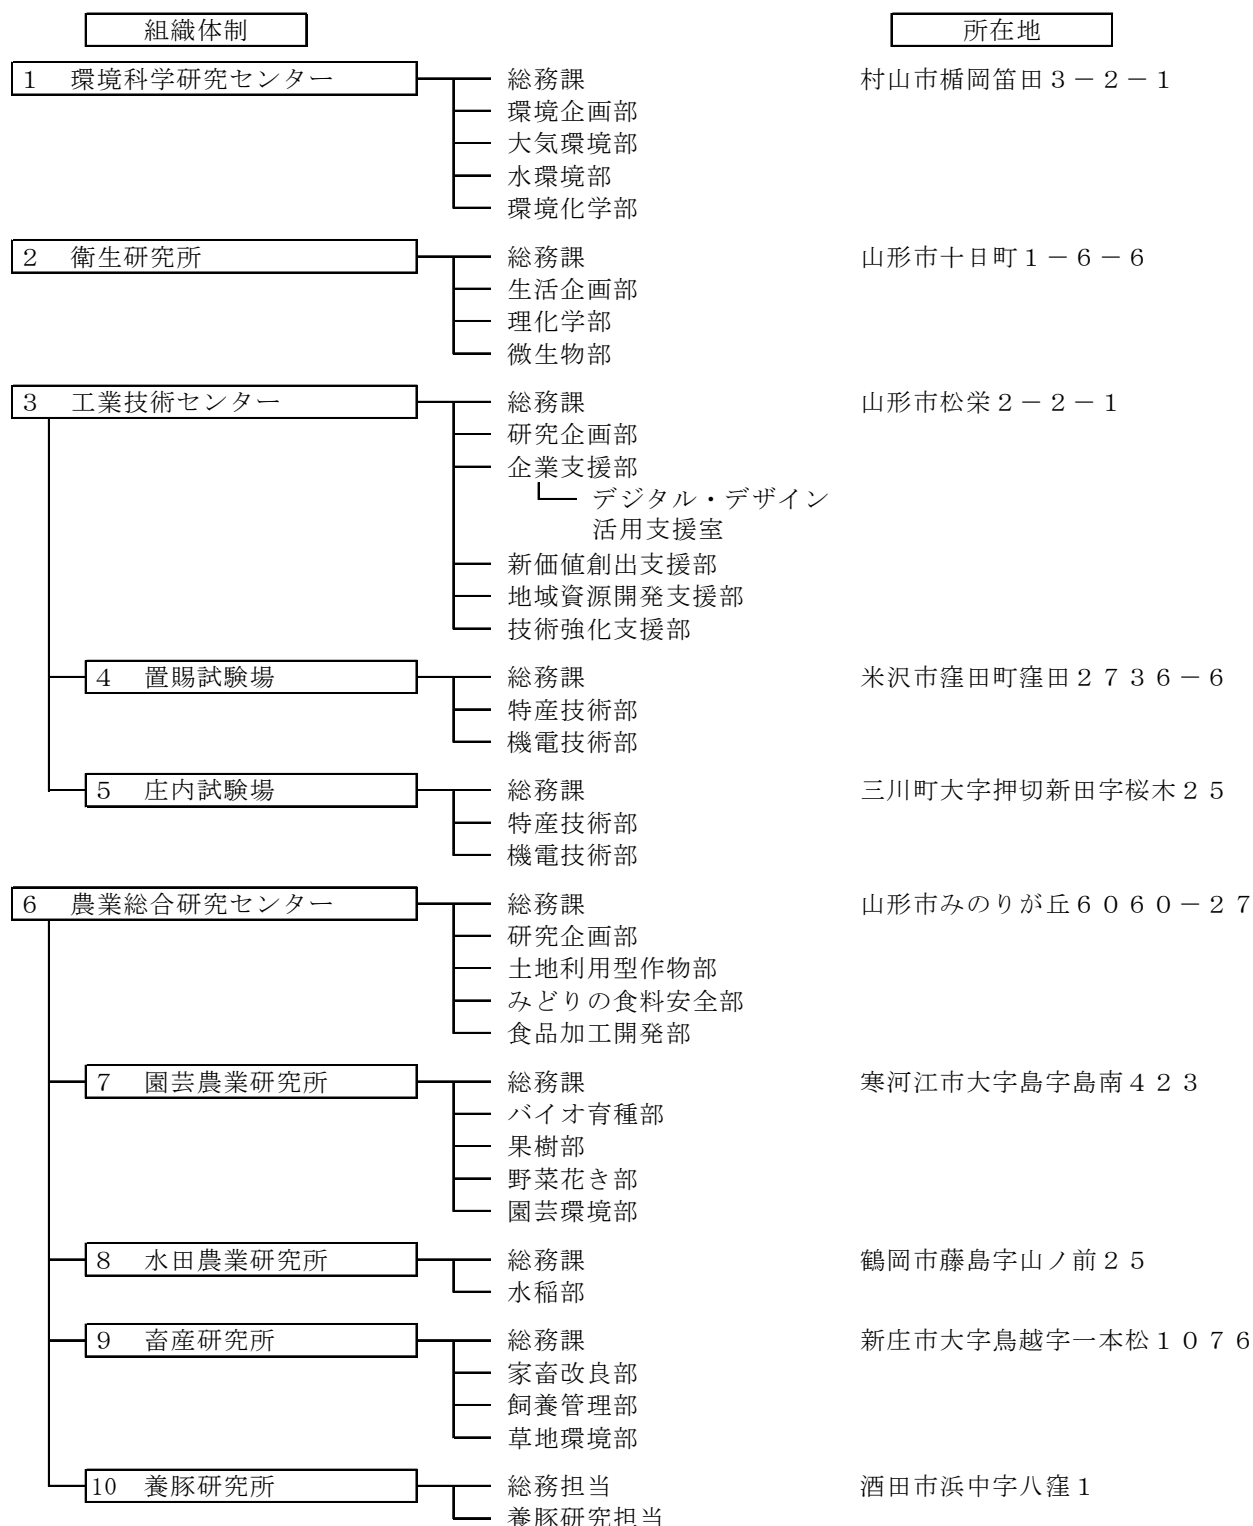 組織体制 所在地
1 環境科学研究センター 総務課 村山市楯岡笛田3－2－1
環境企画部
大気環境部
水環境部
環境化学部
2 衛生研究所 総務課 山形市十日町1－6－6
生活企画部
理化学部
微生物部
3 工業技術センター 総務課 山形市松栄2－2－1
研究企画部
企業支援部
デジタル・デザイン
活用支援室
新価値創出支援部
地域資源開発支援部
技術強化支援部
4 置賜試験場 総務課 米沢市窪田町窪田2736－6
特産技術部
機電技術部
5 庄内試験場 総務課 三川町大字押切新田字桜木25
特産技術部
機電技術部
6 農業総合研究センター 総務課 山形市みのりが丘6060－27
研究企画部
土地利用型作物部
みどりの食料安全部
食品加工開発部
7 園芸農業研究所 総務課 寒河江市大字島字島南423
バイオ育種部
果樹部
野菜花き部
園芸環境部
8 水田農業研究所 総務課 鶴岡市藤島字山ノ前25
水稲部
9 畜産研究所 総務課 新庄市大字鳥越字一本松1076
家畜改良部
飼養管理部
草地環境部
10 養豚研究所 総務担当 酒田市浜中字八窪1
養豚研究担当